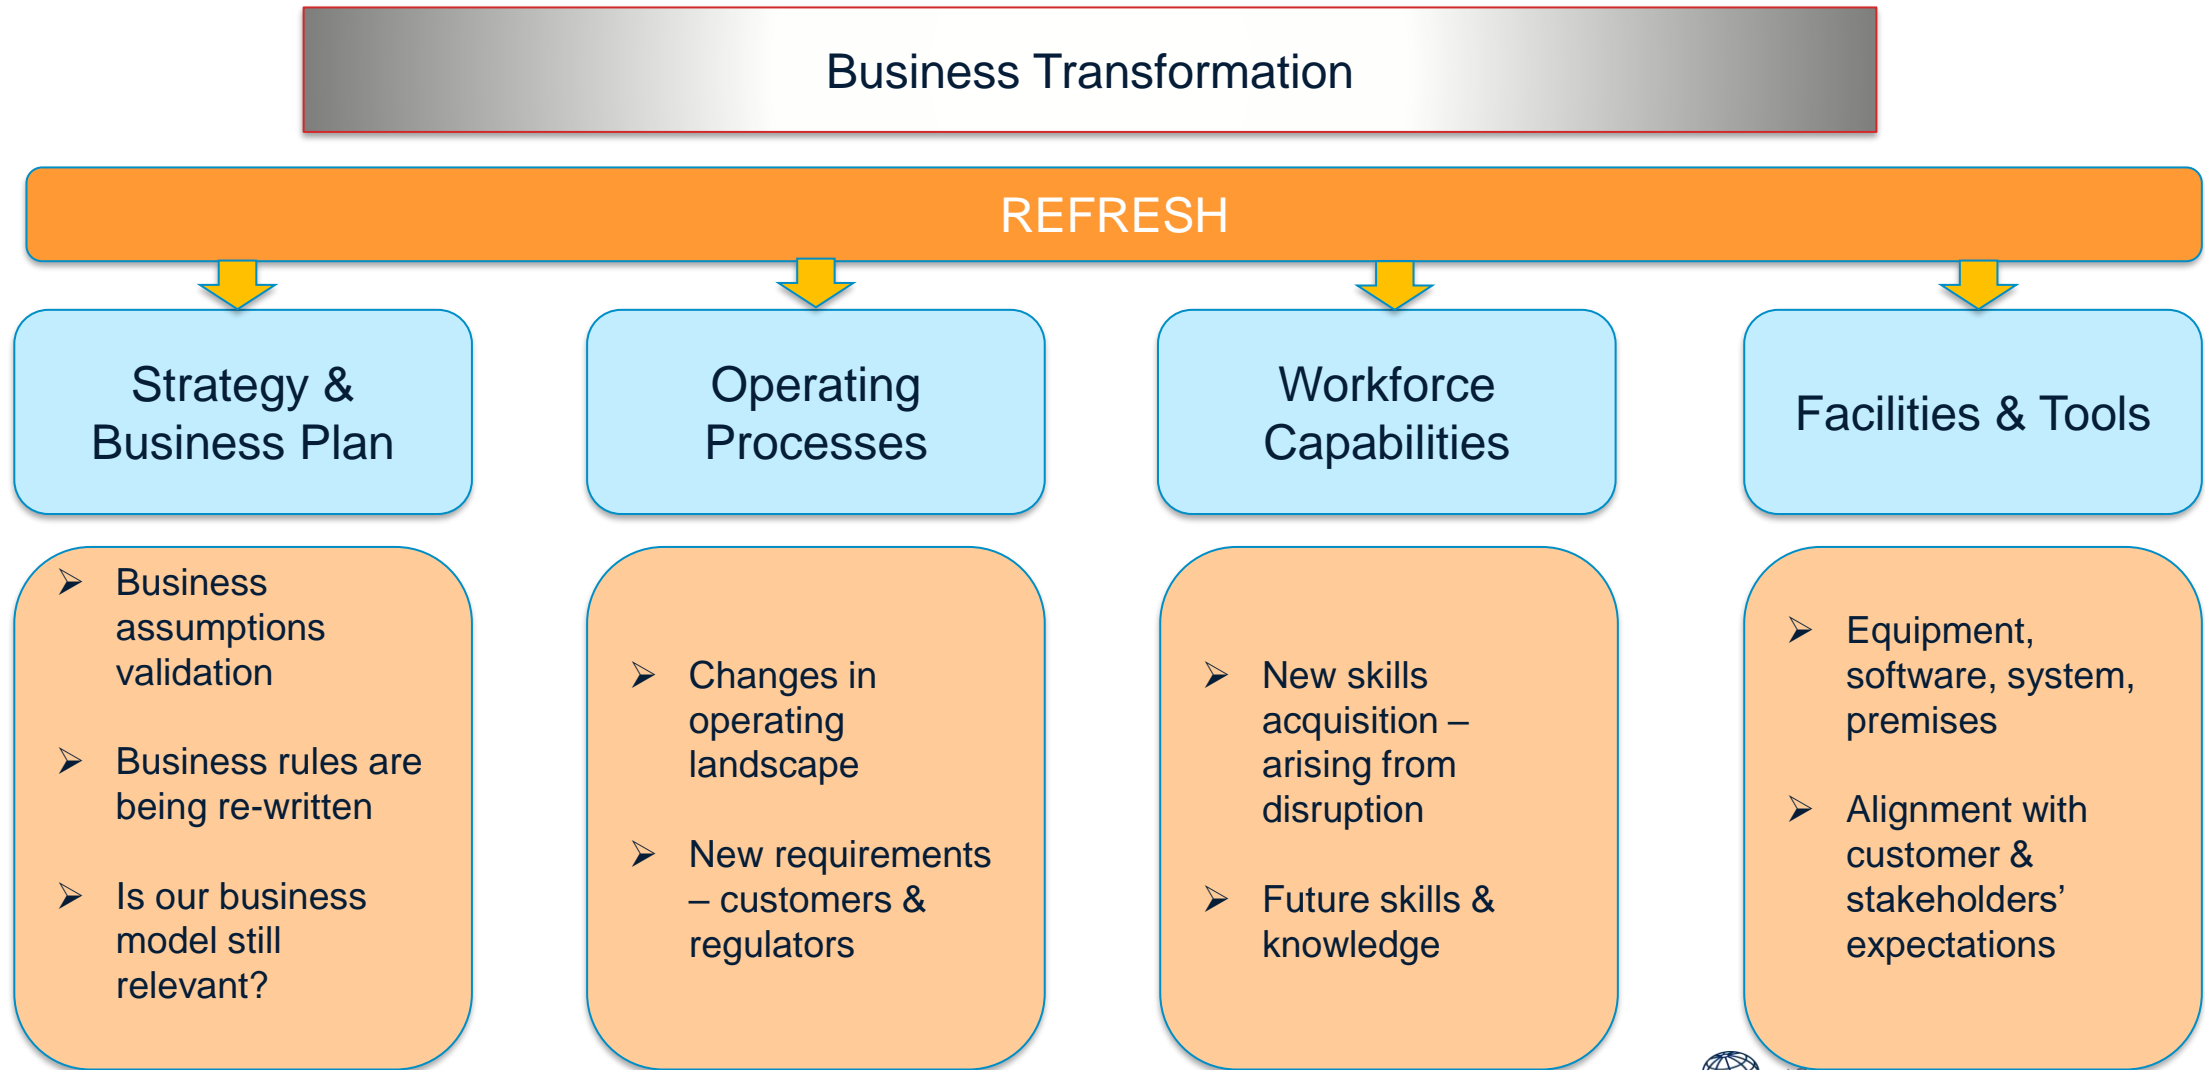 Business Transformation
REFRESH
Strategy &
Business Plan
Operating
Processes
Workforce
Capabilities
Facilities & Tools
➢ Business
assumptions
validation
➢ Business rules are
being re-written
➢ Is our business
model still
relevant?
➢ Changes in
operating
landscape
➢ New requirements
– customers &
regulators
➢ New skills
acquisition –
arising from
disruption
➢ Future skills &
knowledge
➢ Equipment,
software, system,
premises
➢ Alignment with
customer &
stakeholders’
expectations